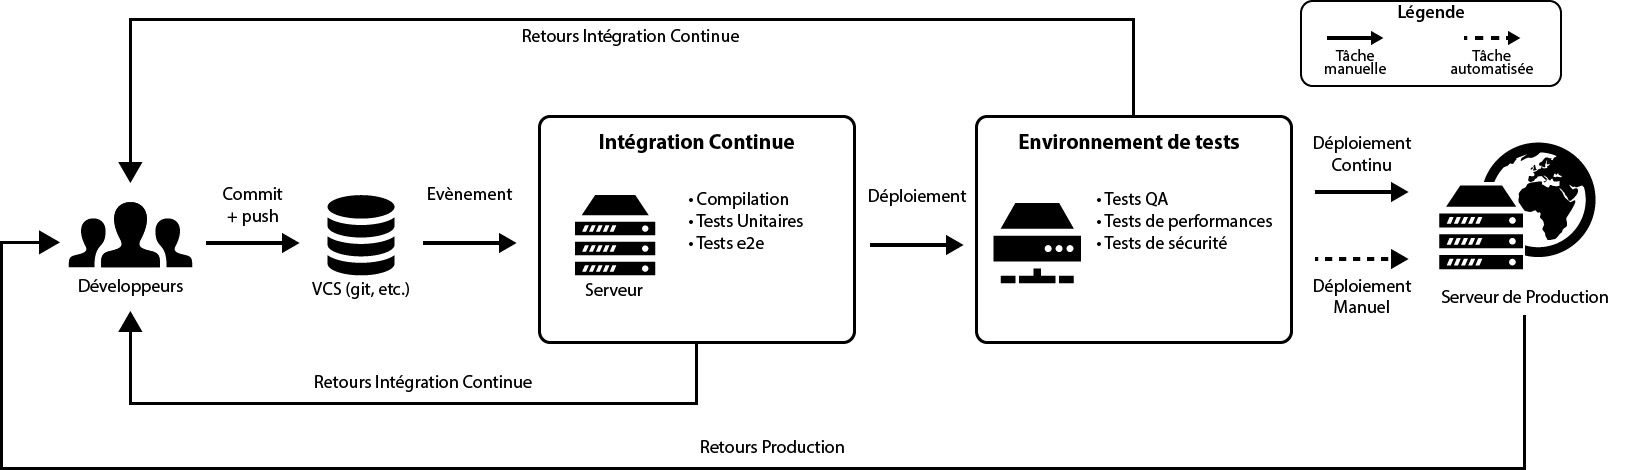 Légende
Tâche
manuelle
Tâche
automatisée
Retours Intégration Continue
Développeurs
Commit
+ push
VCS (git, etc.)
Evènement
Intégration Continue
Serveur
• Compilation
• Tests Unitaires
• Tests e2e
Déploiement
Environnement de tests
• Tests QA
• Tests de performances
• Tests de sécurité
Déploiement
Continu
Déploiement
Manuel
Serveur de Production
Retours Intégration Continue
Retours Production